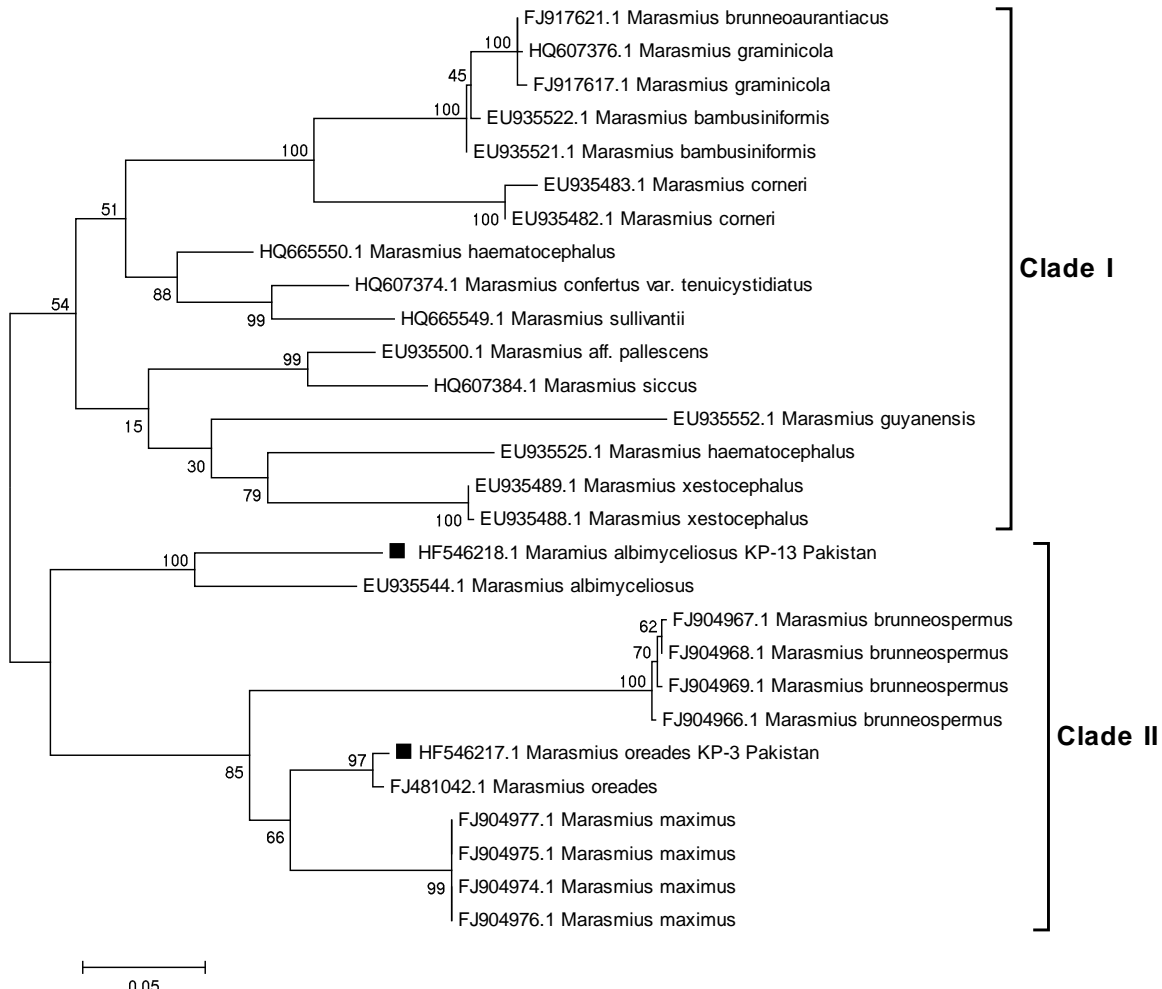 FJ917621.1 Marasmius brunneoaurantiacus
100
HQ607376.1 Marasmius graminicola
45
FJ917617.1 Marasmius graminicola
100
EU935522.1 Marasmius bambusiniformis
100
EU935521.1 Marasmius bambusiniformis
EU935483.1 Marasmius corneri
51
100
EU935482.1 Marasmius corneri
HQ665550.1 Marasmius haematocephalus
Clade I
88
HQ607374.1 Marasmius confertus var. tenuicystidiatus
54
99
HQ665549.1 Marasmius sullivantii
99
EU935500.1 Marasmius aff. pallescens
HQ607384.1 Marasmius siccus
15
EU935552.1 Marasmius guyanensis
30
EU935525.1 Marasmius haematocephalus
79
EU935489.1 Marasmius xestocephalus
100
EU935488.1 Marasmius xestocephalus
100
HF546218.1 Maramius albimyceliosus KP-13 Pakistan
EU935544.1 Marasmius albimyceliosus
62
FJ904967.1 Marasmius brunneospermus
70
FJ904968.1 Marasmius brunneospermus
100
FJ904969.1 Marasmius brunneospermus
FJ904966.1 Marasmius brunneospermus
Clade II
85
97
HF546217.1 Marasmius oreades KP-3 Pakistan
FJ481042.1 Marasmius oreades
66
FJ904977.1 Marasmius maximus
FJ904975.1 Marasmius maximus
99
FJ904974.1 Marasmius maximus
FJ904976.1 Marasmius maximus
0.05